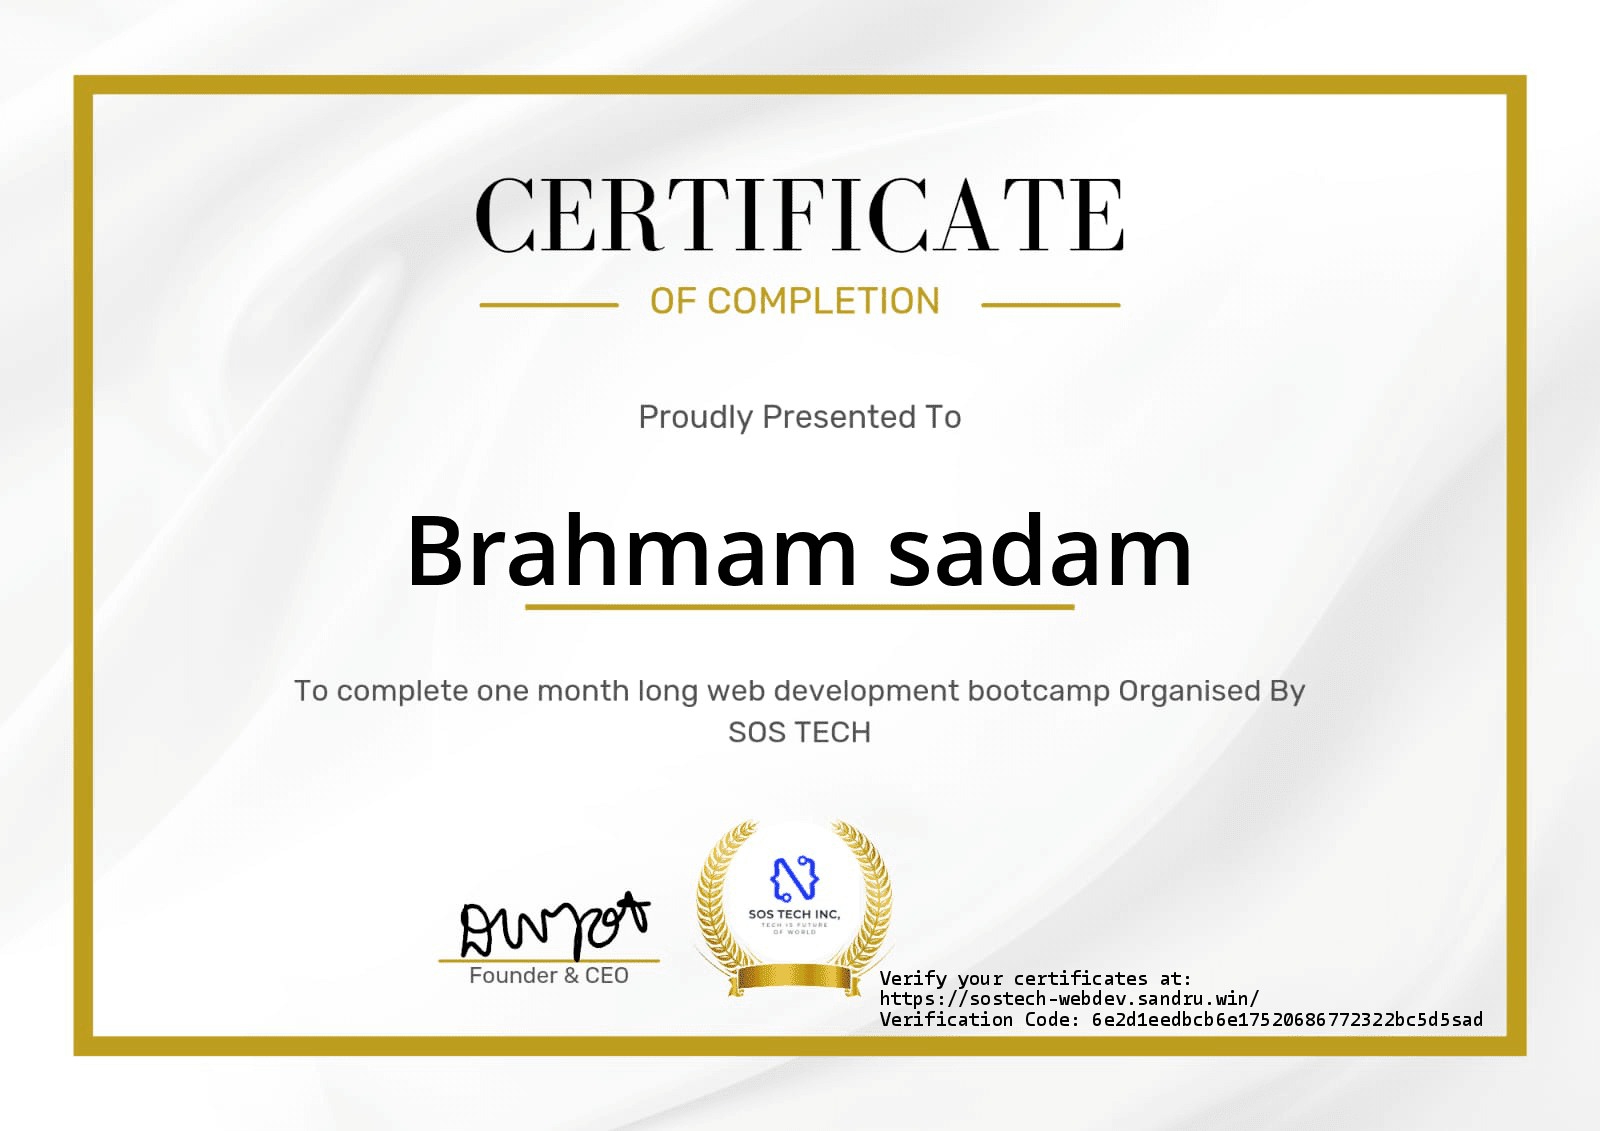 CERTIFICATE
OF COMPLETION
Proudly Presented To
Brahmam sadam
To complete one month long web development bootcamp Organised By
SOS TECH
SOS TECH INC,
TECH IS FUTURE
OF WORLD
Founder & CEO
Verify your certificates at:
https://sostech-webdev.sandru.win/
Verification Code: 6e2d1eedbcb6e17520686772322bc5d5sad